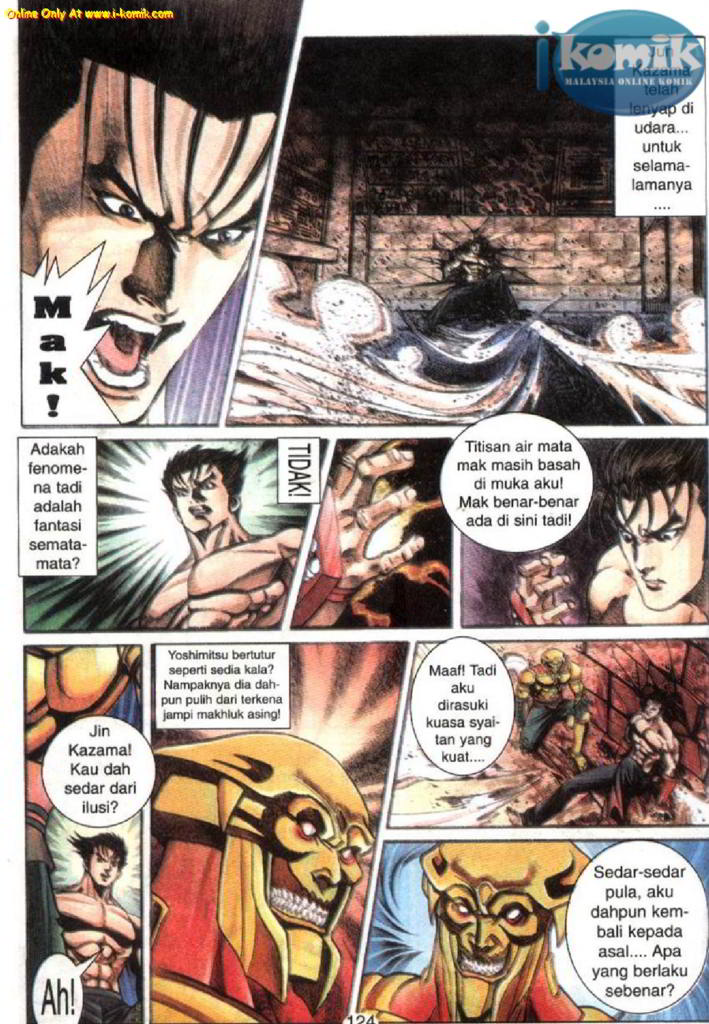 Online Only At www.i-komik.com
ikomik
MALAYSIA ONLINE KOMIK
Jun
Kazama
telah
lenyap di
udara...
untuk
selama-
lamanya
....
Mak!
Adakah
fenome-
na tadi
adalah
fantasi
semata-
mata?
TIDAK!
Titisan air mata
mak masih basah
di muka aku!
Mak benar-benar
ada di sini tadi!
Jin
Kazama!
Kau dah
sedar dari
ilusi?
Ah!
Yoshimitsu bertutur
seperti sedia kala?
Nampaknya dia dah-
pun pulih dari terkena
jampi makhluk asing!
Maaf! Tadi
aku
dirasuki
kuasa syai-
tan yang
kuat....
Sedar-sedar
pula, aku
dahpun kem-
bali kepada
asal.... Apa
yang berlaku
sebenar?
124